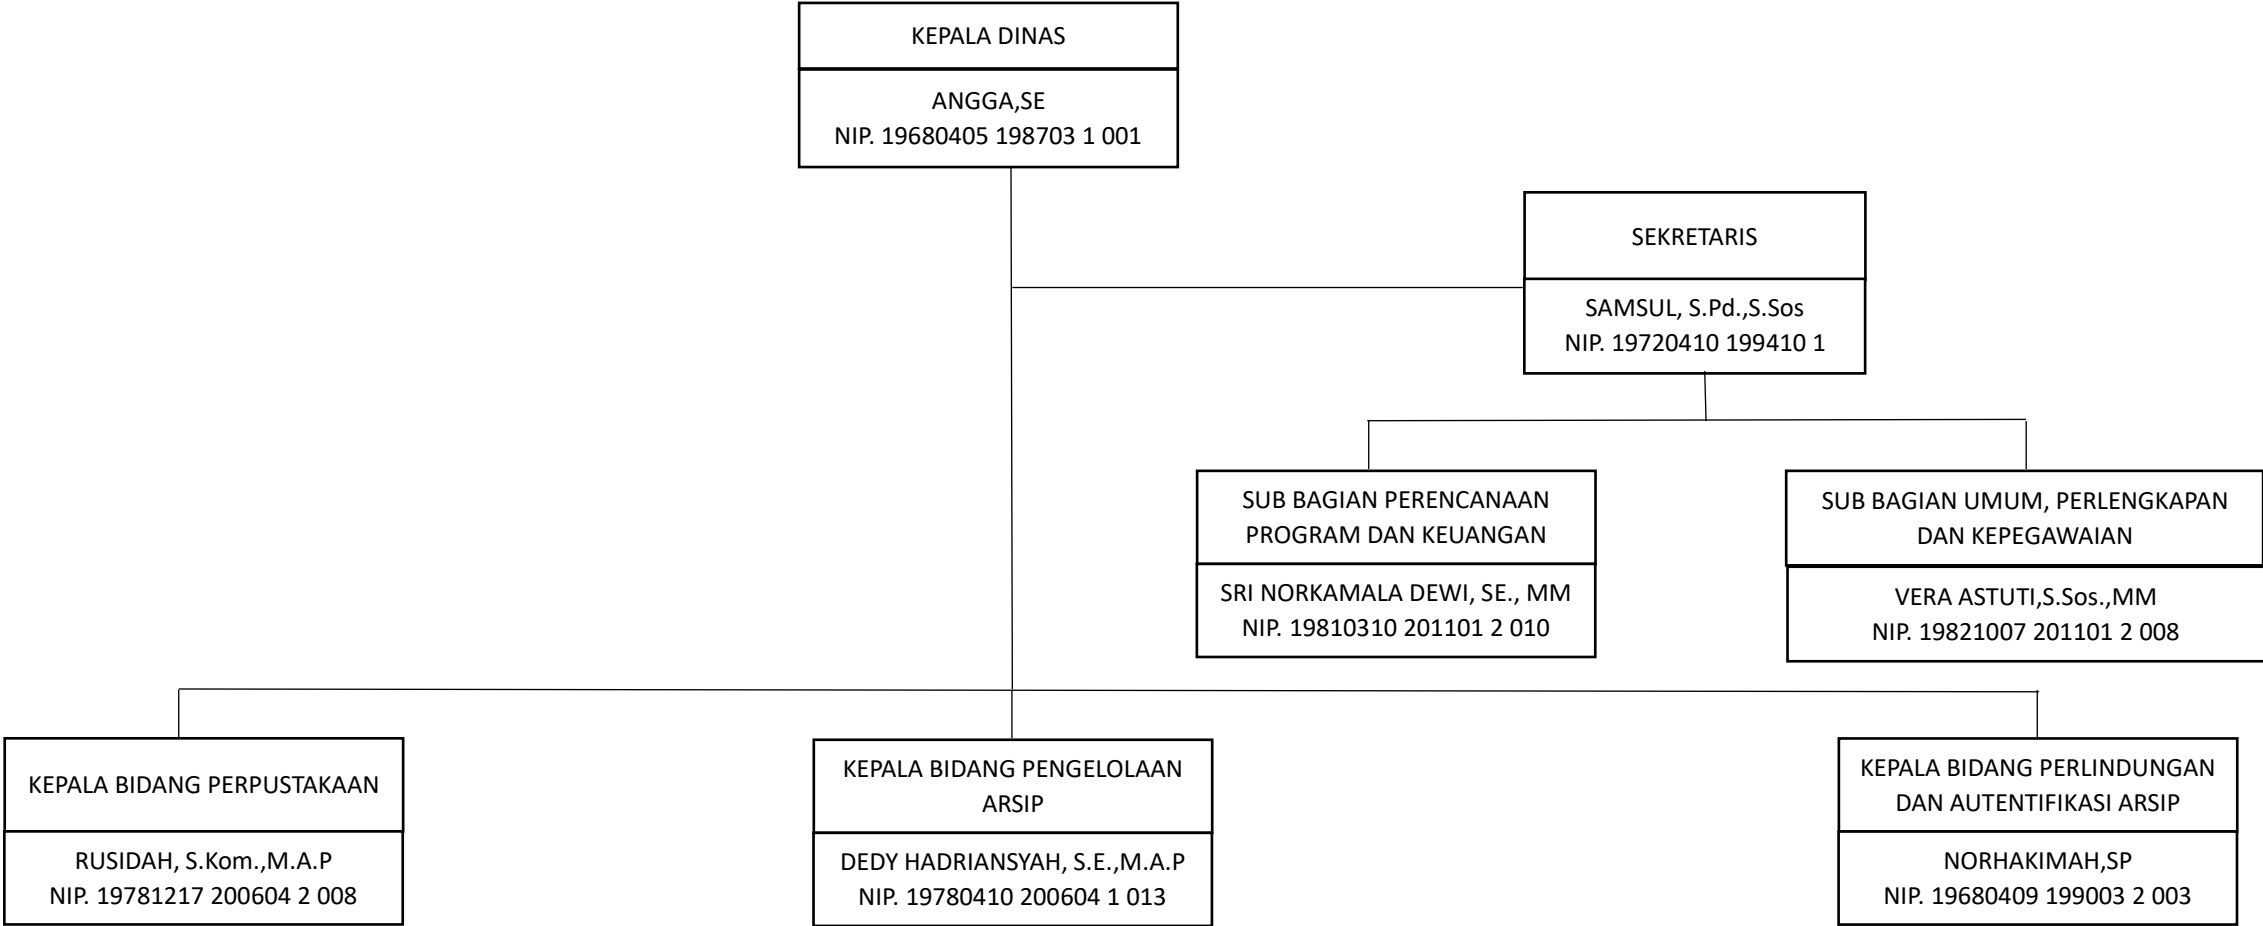 KEPALA DINAS
ANGGA,SE
NIP. 19680405 198703 1 001
SEKRETARIS
SAMSUL, S.Pd.,S.Sos
NIP. 19720410 199410 1
SUB BAGIAN PERENCANAAN
PROGRAM DAN KEUANGAN
SRI NORKAMALA DEWI, SE., MM
NIP. 19810310 201101 2 010
SUB BAGIAN UMUM, PERLENGKAPAN
DAN KEPEGAWAIAN
VERA ASTUTI,S.Sos.,MM
NIP. 19821007 201101 2 008
KEPALA BIDANG PERPUSTAKAAN
RUSIDAH, S.Kom.,M.A.P
NIP. 19781217 200604 2 008
KEPALA BIDANG PENGELOLAAN
ARSIP
DEDY HADRIANSYAH, S.E.,M.A.P
NIP. 19780410 200604 1 013
KEPALA BIDANG PERLINDUNGAN
DAN AUTENTIFIKASI ARSIP
NORHAKIMAH,SP
NIP. 19680409 199003 2 003